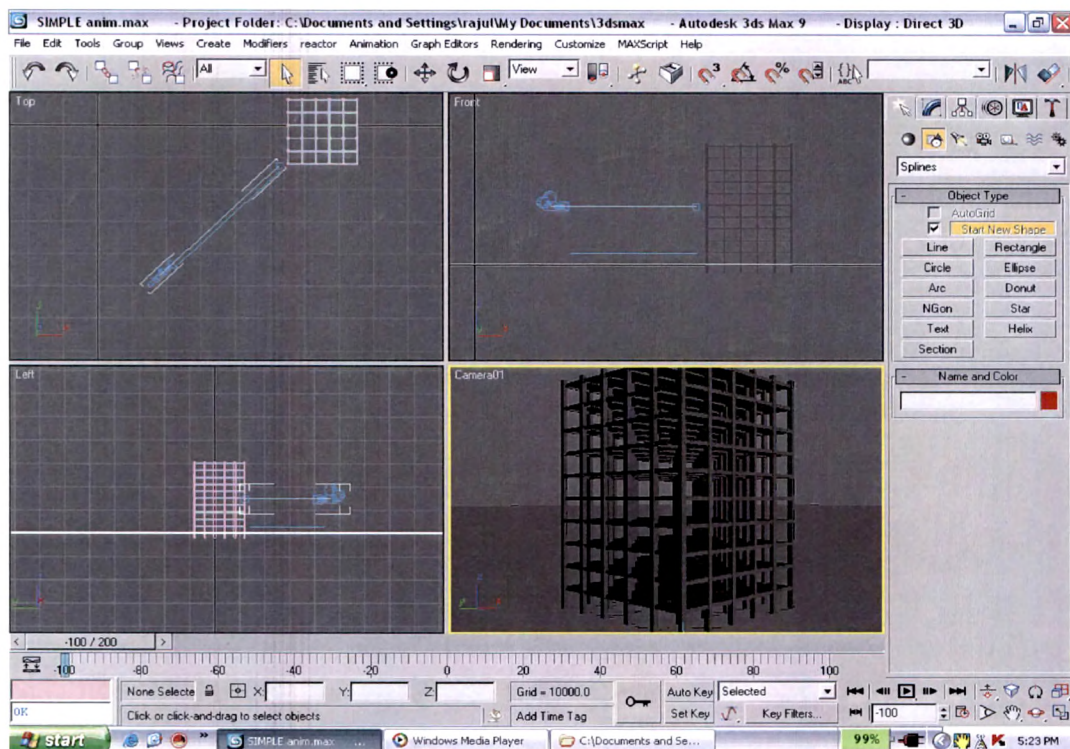 SIMPLE anim.max - Project Folder: C:\Documents and Settings\rajul\My Documents\3dsmax - Autodesk 3ds Max 9 - Display : Direct 3D
File Edit Tools Group Views Create Modifiers reactor Animation Graph Editors Rendering Customize MAXScript Help
All View ABC
Top
Front
Splines
- Object Type
AutoGrid
Start New Shape
Line Rectangle
Circle Ellipse
Arc Donut
NGon Star
Text Helix
Section
Left
Camera01
- Name and Color
< -100 / 200 >
-100 -80 -60 -40 -20 0 20 40 60 80 100
None Selecte X: Y: Z: Grid = 10000.0 Auto Key Selected
OK Click or click-and-drag to select objects Add Time Tag Set Key Key Filters... -100
start » SIMPLE anim.max ... Windows Media Player C:\Documents and Se... 99% K 5:23 PM